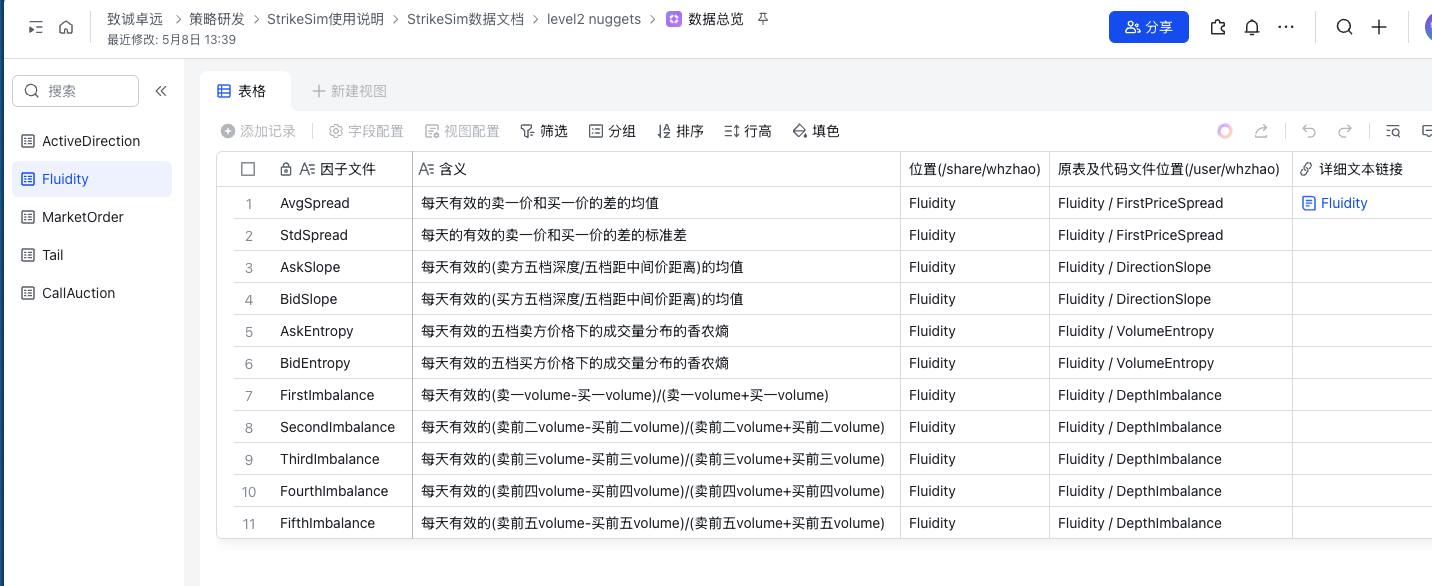 致诚卓远 > 策略研发 > StrikeSim使用说明 > StrikeSim数据文档 > level2 nuggets > 数据总览
最近修改: 5月8日 13:39
分享
搜索
ActiveDirection
Fluidity
MarketOrder
Tail
CallAuction
表格 新建视图
添加记录 字段配置 视图配置 筛选 分组 排序 行高 填色
因子文件 含义 位置(/share/whzhao) 原表及代码文件位置(/user/whzhao) 详细文本链接
1 AvgSpread 每天有效的卖一价和买一价的差的均值 Fluidity Fluidity / FirstPriceSpread Fluidity
2 StdSpread 每天的有效的卖一价和买一价的差的标准差 Fluidity Fluidity / FirstPriceSpread
3 AskSlope 每天有效的(卖方五档深度/五档距中间价距离)的均值 Fluidity Fluidity / DirectionSlope
4 BidSlope 每天有效的(买方五档深度/五档距中间价距离)的均值 Fluidity Fluidity / DirectionSlope
5 AskEntropy 每天有效的五档卖方价格下的成交量分布的香农熵 Fluidity Fluidity / VolumeEntropy
6 BidEntropy 每天有效的五档买方价格下的成交量分布的香农熵 Fluidity Fluidity / VolumeEntropy
7 FirstImbalance 每天有效的(卖一volume-买一volume)/(卖一volume+买一volume) Fluidity Fluidity / DepthImbalance
8 SecondImbalance 每天有效的(卖前二volume-买前二volume)/(卖前二volume+买前二volume) Fluidity Fluidity / DepthImbalance
9 ThirdImbalance 每天有效的(卖前三volume-买前三volume)/(卖前三volume+买前三volume) Fluidity Fluidity / DepthImbalance
10 FourthImbalance 每天有效的(卖前四volume-买前四volume)/(卖前四volume+买前四volume) Fluidity Fluidity / DepthImbalance
11 FifthImbalance 每天有效的(卖前五volume-买前五volume)/(卖前五volume+买前五volume) Fluidity Fluidity / DepthImbalance